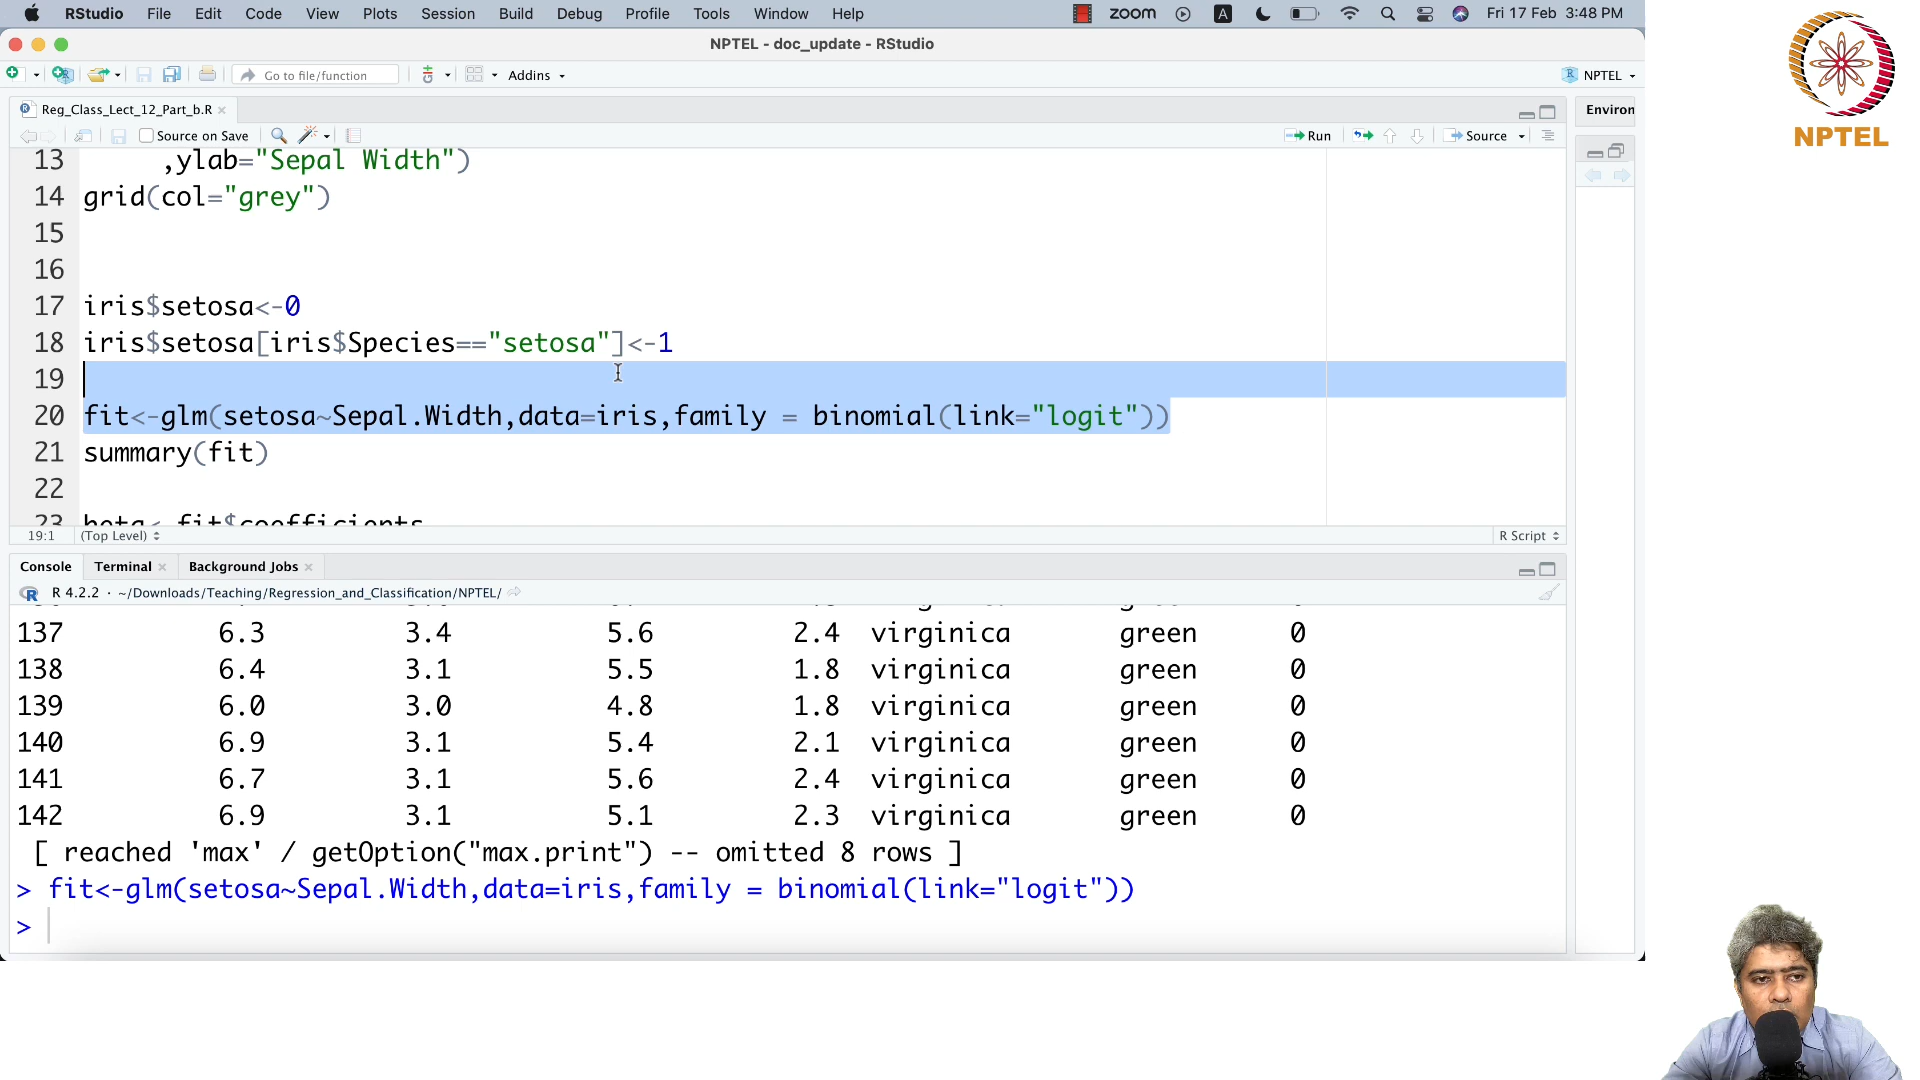 RStudio File Edit Code View Plots Session Build Debug Profile Tools Window Help zoom A Fri 17 Feb 3:48 PM
NPTEL - doc_update - RStudio
Go to file/function Addins NPTEL
Reg_Class_Lect_12_Part_b.R Environ
Source on Save Run Source
13 ,ylab="Sepal Width")
14 grid(col="grey")
15
16
17 iris$setosa<-0
18 iris$setosa[iris$Species=="setosa"]<-1
19
20 fit<-glm(setosa~Sepal.Width,data=iris,family = binomial(link="logit"))
21 summary(fit)
22
23 beta<-fit$coefficients
19:1 (Top Level) R Script
Console Terminal Background Jobs
R 4.2.2 · ~/Downloads/Teaching/Regression_and_Classification/NPTEL/
137 6.3 3.4 5.6 2.4 virginica green 0
138 6.4 3.1 5.5 1.8 virginica green 0
139 6.0 3.0 4.8 1.8 virginica green 0
140 6.9 3.1 5.4 2.1 virginica green 0
141 6.7 3.1 5.6 2.4 virginica green 0
142 6.9 3.1 5.1 2.3 virginica green 0
[ reached 'max' / getOption("max.print") -- omitted 8 rows ]
> fit<-glm(setosa~Sepal.Width,data=iris,family = binomial(link="logit"))
>
NPTEL